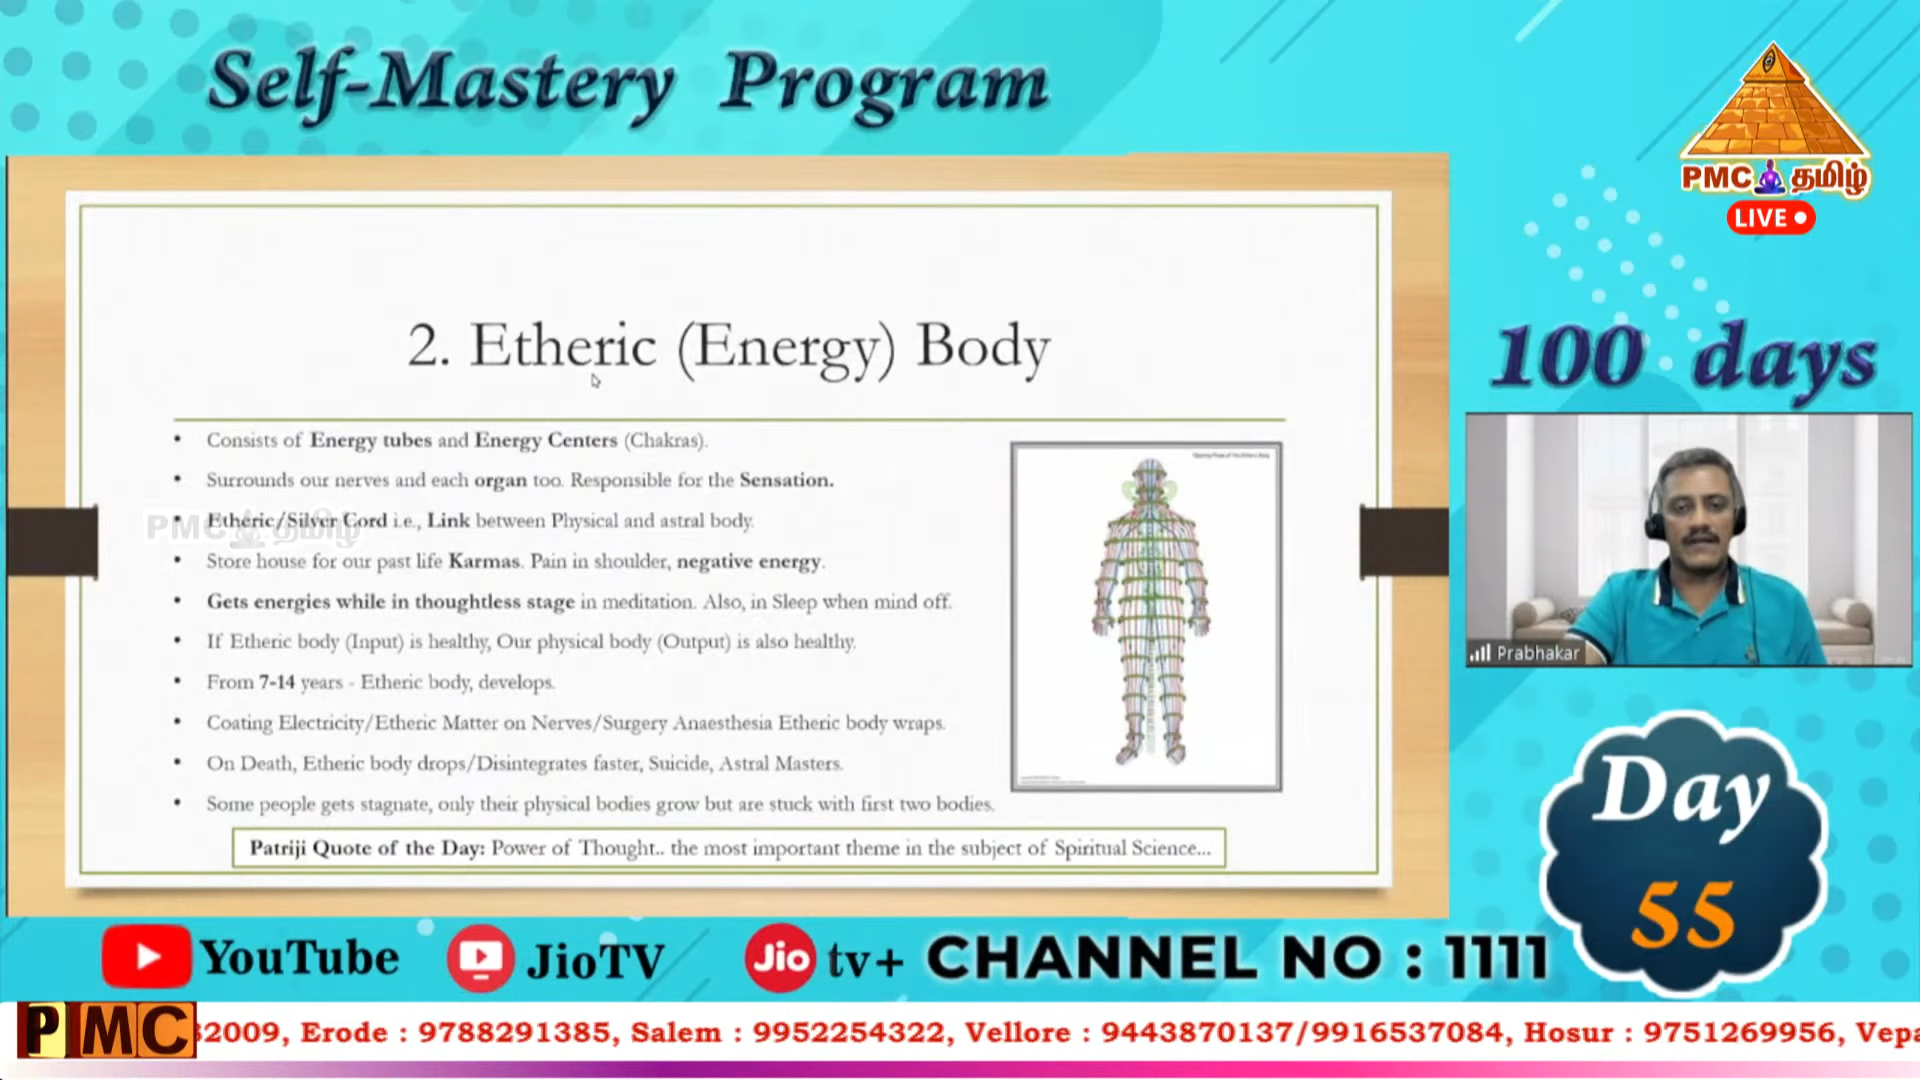 Self-Mastery Program
PMC தமிழ்
LIVE
2. Etheric (Energy) Body
• Consists of Energy tubes and Energy Centers (Chakras).
• Surrounds our nerves and each organ too. Responsible for the Sensation.
• Etheric/Silver Cord i.e., Link between Physical and astral body.
• Store house for our past life Karmas. Pain in shoulder, negative energy.
• Gets energies while in thoughtless stage in meditation. Also, in Sleep when mind off.
• If Etheric body (Input) is healthy, Our physical body (Output) is also healthy.
• From 7-14 years - Etheric body, develops.
• Coating Electricity/Etheric Matter on Nerves/Surgery Anaesthesia Etheric body wraps.
• On Death, Etheric body drops/Disintegrates faster, Suicide, Astral Masters.
• Some people gets stagnate, only their physical bodies grow but are stuck with first two bodies.
Patriji Quote of the Day: Power of Thought.. the most important theme in the subject of Spiritual Science...
PMC தமிழ்
100 days
Prabhakar
Day
55
YouTube
JioTV
Jio tv+
CHANNEL NO : 1111
PMC
32009, Erode : 9788291385, Salem : 9952254322, Vellore : 9443870137/9916537084, Hosur : 9751269956, Vepa